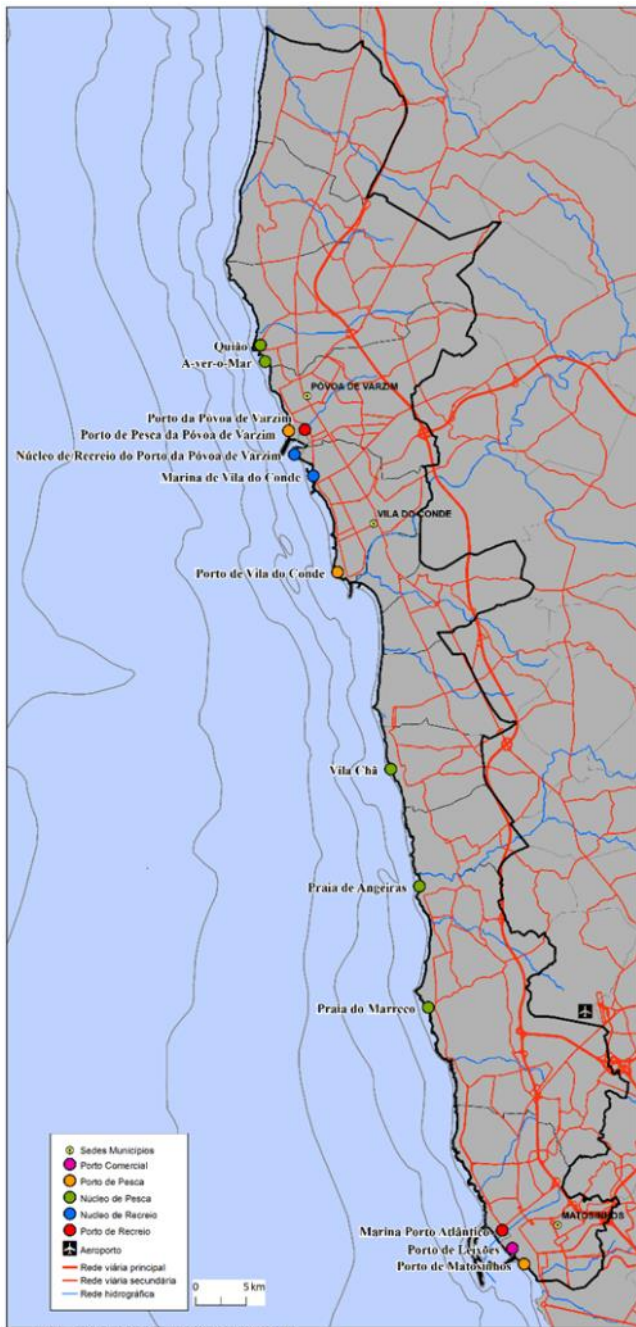 Quião
A-ver-o-Mar
PÓVOA DE VARZIM
Porto da Póvoa de Varzim
Porto de Pesca da Póvoa de Varzim
Núcleo de Recreio do Porto da Póvoa de Varzim
Marina de Vila do Conde
VILA DO CONDE
Porto de Vila do Conde
Vila Chã
Praia de Angeiras
Praia do Marreco
Marina Porto Atlântico
MATOSINHOS
Porto de Leixões
Porto de Matosinhos
Sedes Municípios
Porto Comercial
Porto de Pesca
Núcleo de Pesca
Nucleo de Recreio
Porto de Recreio
Aeroporto
Rede viária principal
Rede viária secundária
Rede hidrográfica
0 5 km